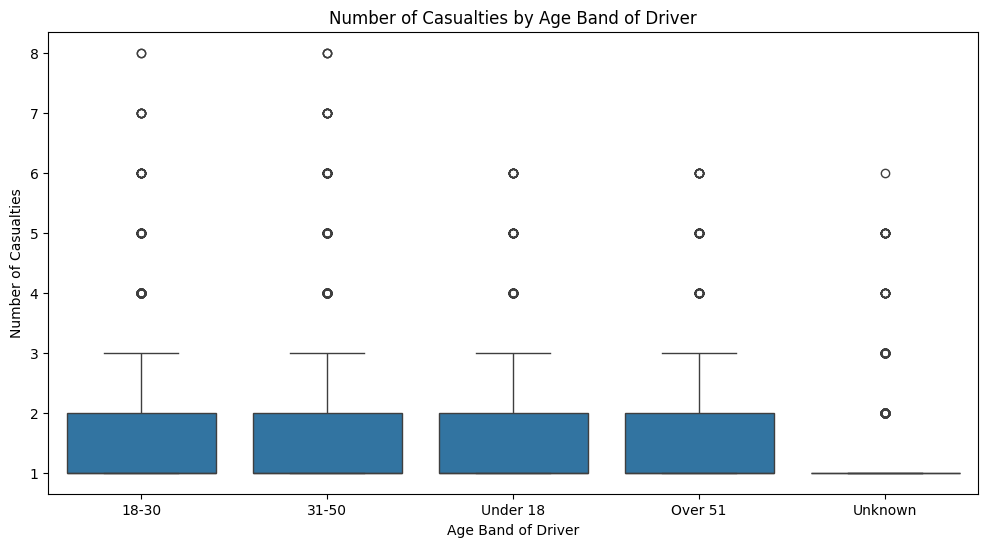 Number of Casualties by Age Band of Driver
Number of Casualties
8
7
6
5
4
3
2
1
18-30
31-50
Under 18
Over 51
Unknown
Age Band of Driver